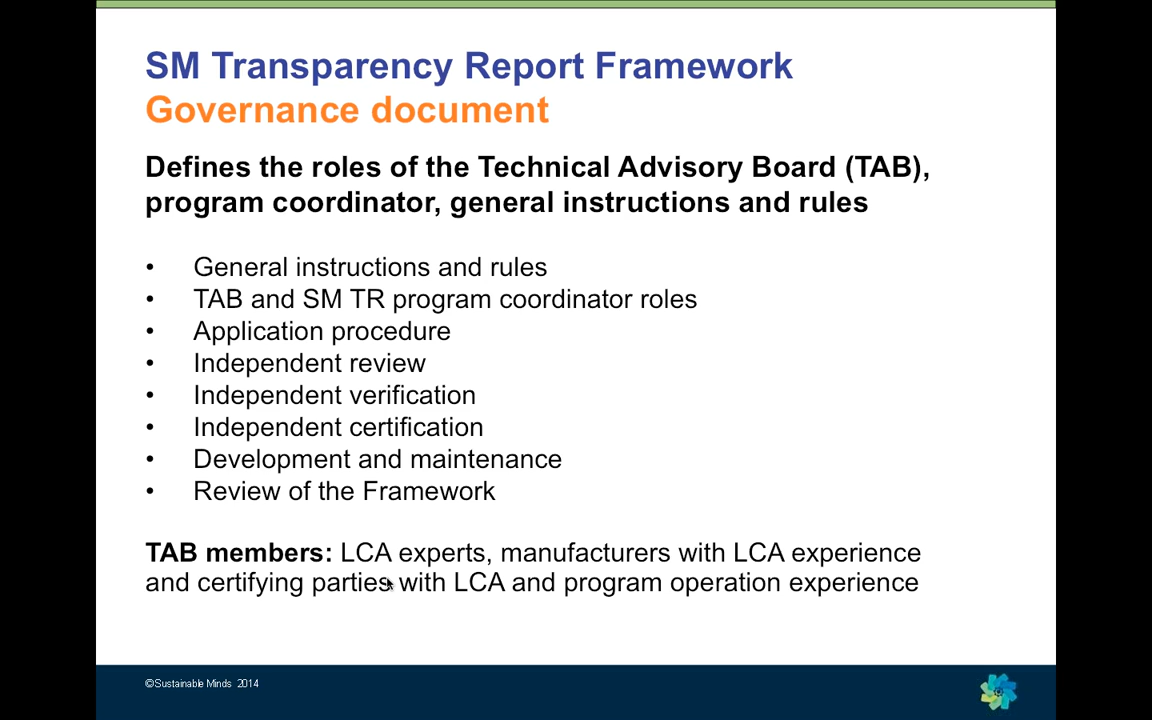 SM Transparency Report Framework
Governance document
Defines the roles of the Technical Advisory Board (TAB),
program coordinator, general instructions and rules
• General instructions and rules
• TAB and SM TR program coordinator roles
• Application procedure
• Independent review
• Independent verification
• Independent certification
• Development and maintenance
• Review of the Framework
TAB members: LCA experts, manufacturers with LCA experience
and certifying parties with LCA and program operation experience
©Sustainable Minds 2014